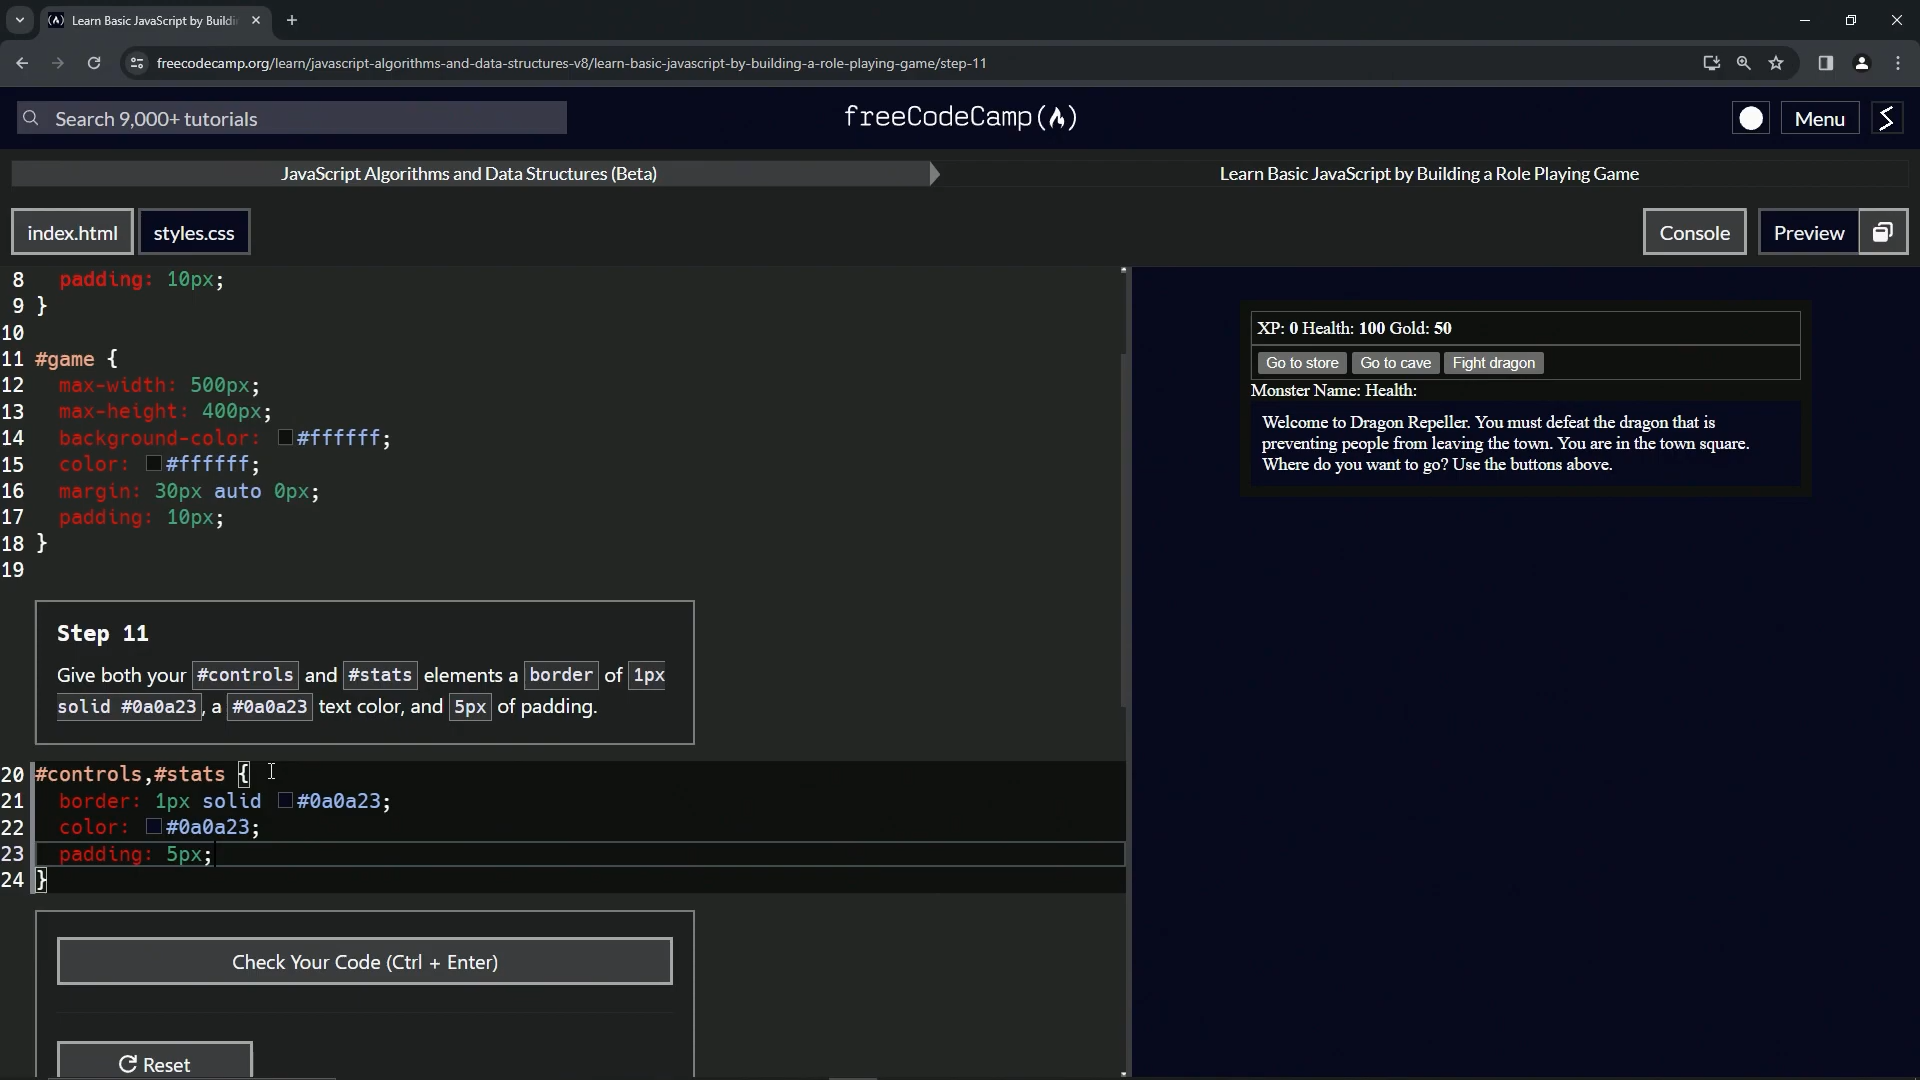 Learn Basic JavaScript by Buildi
freecodecamp.org/learn/javascript-algorithms-and-data-structures-v8/learn-basic-javascript-by-building-a-role-playing-game/step-11
Search 9,000+ tutorials
freeCodeCamp(🔥)
Menu
JavaScript Algorithms and Data Structures (Beta)
Learn Basic JavaScript by Building a Role Playing Game
index.html
styles.css
Console
Preview
8 padding: 10px;
9 }
10
11 #game {
12 max-width: 500px;
13 max-height: 400px;
14 background-color: #ffffff;
15 color: #ffffff;
16 margin: 30px auto 0px;
17 padding: 10px;
18 }
19
Step 11
Give both your #controls and #stats elements a border of 1px
solid #0a0a23, a #0a0a23 text color, and 5px of padding.
20 #controls,#stats {
21 border: 1px solid #0a0a23;
22 color: #0a0a23;
23 padding: 5px;
24 }
Check Your Code (Ctrl + Enter)
Reset
XP: 0 Health: 100 Gold: 50
Go to store
Go to cave
Fight dragon
Monster Name: Health:
Welcome to Dragon Repeller. You must defeat the dragon that is
preventing people from leaving the town. You are in the town square.
Where do you want to go? Use the buttons above.